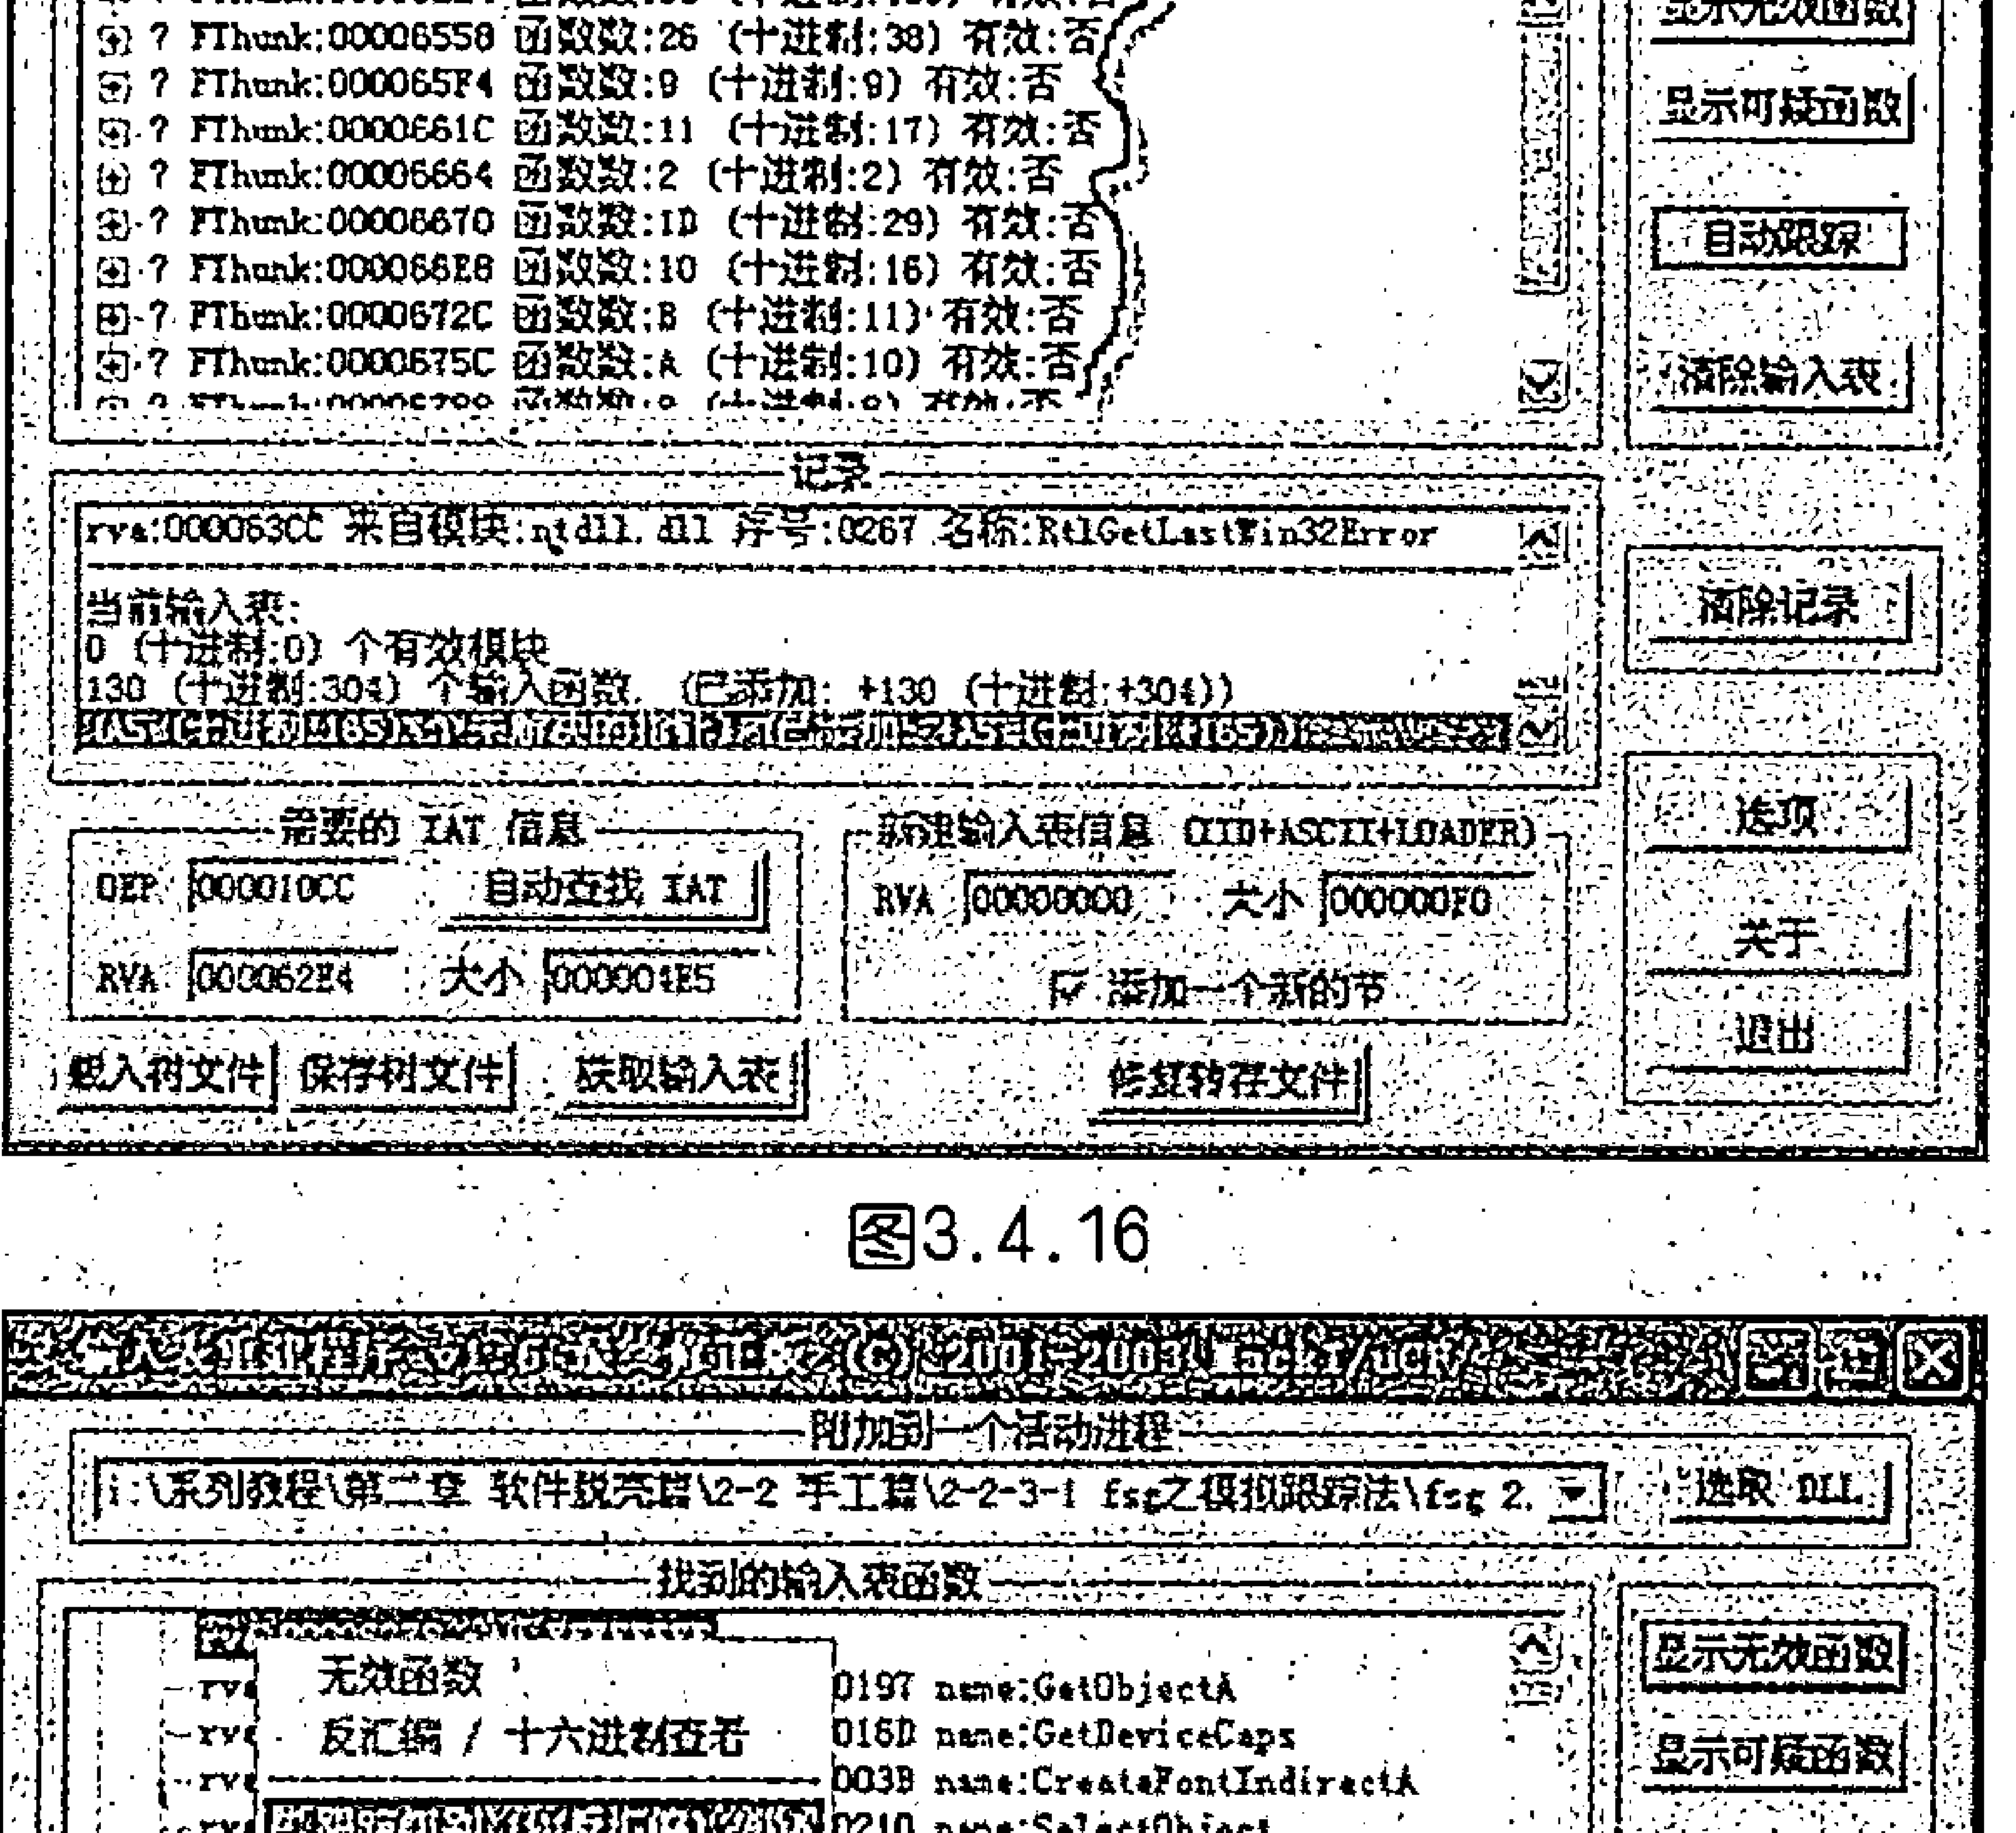 显示无效函数
? FThunk:00006558 函数数:26 (十进制:38) 有效:否
? FThunk:000065F4 函数数:9 (十进制:9) 有效:否
显示可疑函数
? FThunk:0000661C 函数数:11 (十进制:17) 有效:否
? FThunk:00006664 函数数:2 (十进制:2) 有效:否
? FThunk:00006670 函数数:1D (十进制:29) 有效:否
自动跟踪
? FThunk:000066E8 函数数:10 (十进制:16) 有效:否
? FThunk:0000672C 函数数:B (十进制:11) 有效:否
? FThunk:0000675C 函数数:A (十进制:10) 有效:否
清除输入表
记录
rva:000063CC 来自模块:ntdll.dll 序号:0267 名称:RtlGetLastWin32Error
当前输入表:
清除记录
0 (十进制:0) 个有效模块
130 (十进制:304) 个输入函数. (已添加: +130 (十进制:+304))
需要的 IAT 信息
新建输入表信息 (IID+ASCII+LOADER)
选项
OEP 000010CC 自动查找 IAT
RVA 00000000 大小 000000F0
关于
RVA 000062E4 大小 000004E5
添加一个新的节
退出
载入树文件 保存树文件 获取输入表 修复转存文件
图3.4.16
附加到一个活动进程
i:\系列教程\第二章 软件脱壳篇\2-2 手工篇\2-2-3-1 fsg之模拟跟踪法\fsg 2. 选取 DLL
找到的输入表函数
显示无效函数
无效函数
0197 name:GetObjectA
反汇编 / 十六进制查看
016D name:GetDeviceCaps
显示可疑函数
003B name:CreateFontIndirectA
0210 name:SelectObject